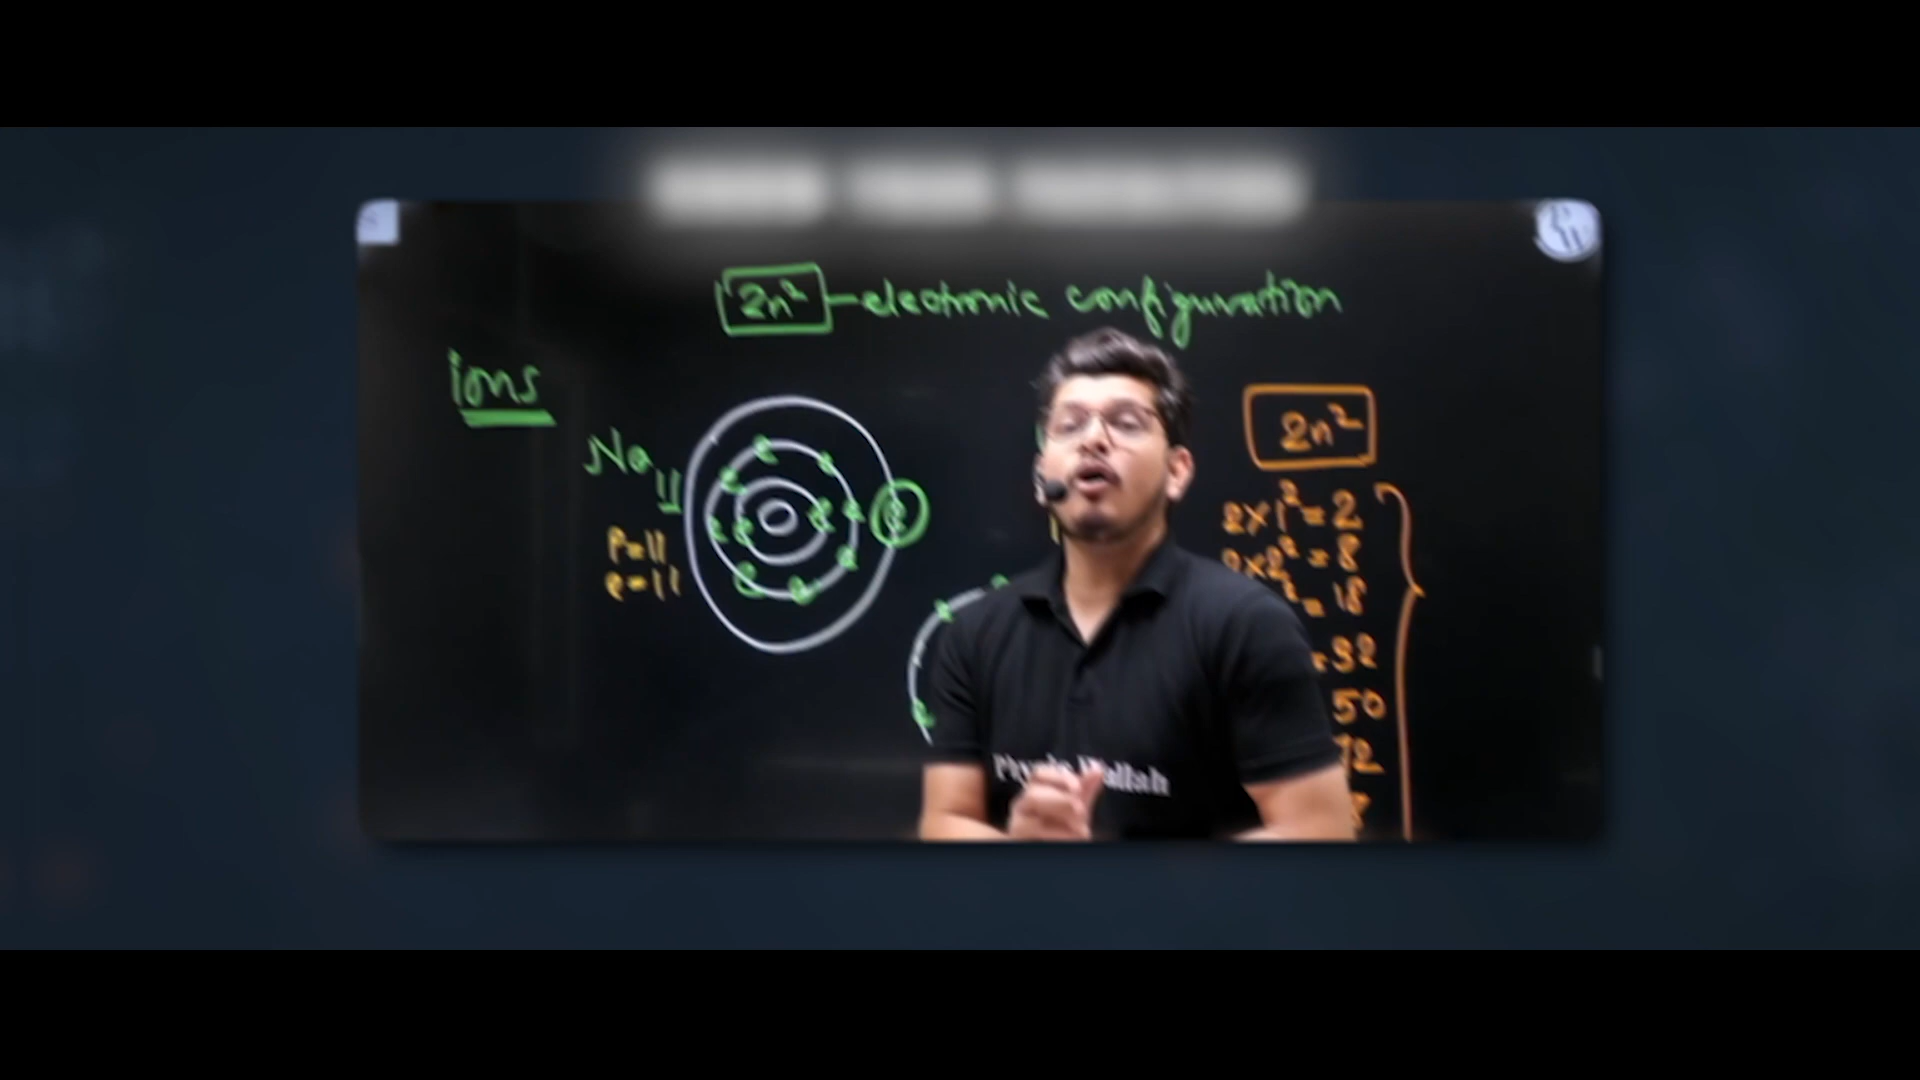 2n² - electronic configuration
ions
Na 11
P=11
e=11
2n²
2×1²=2
2×2²=8
²=18
=32
50
72
Wallah